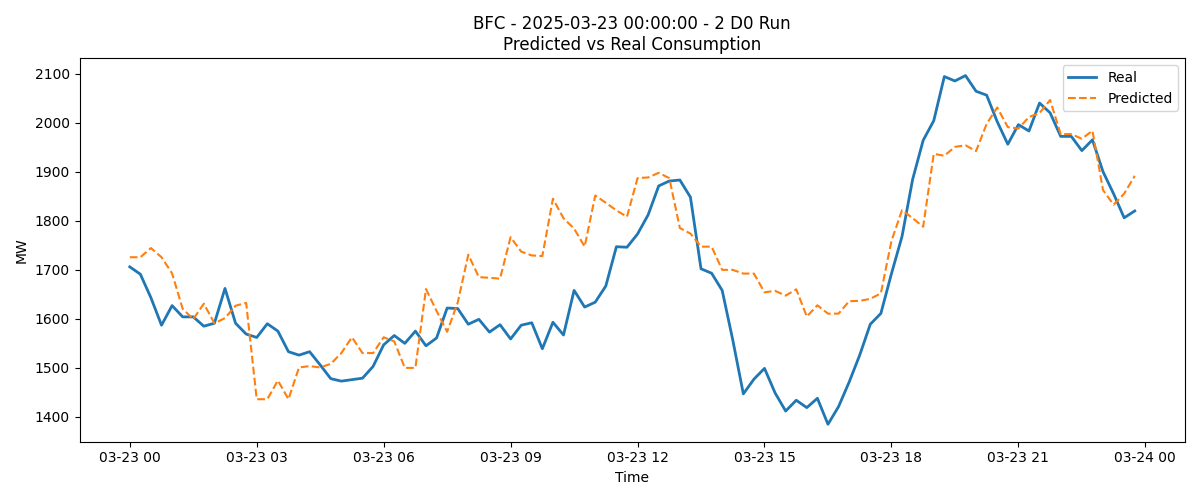 BFC - 2025-03-23 00:00:00 - 2 D0 Run
Predicted vs Real Consumption
Real
Predicted
MW
2100
2000
1900
1800
1700
1600
1500
1400
03-23 00
03-23 03
03-23 06
03-23 09
03-23 12
03-23 15
03-23 18
03-23 21
03-24 00
Time